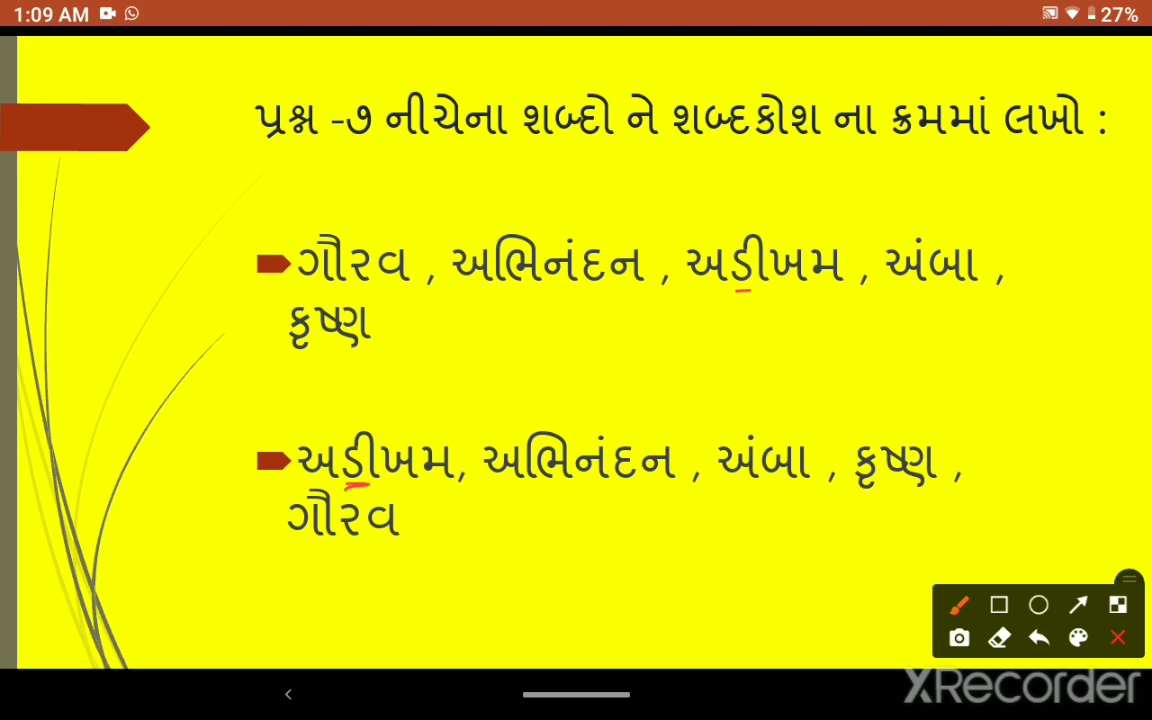 1:09 AM 27%
પ્રશ્ન -૭ નીચેના શબ્દો ને શબ્દકોશ ના ક્રમમાં લખો :
ગૌરવ , અભિનંદન , અડીખમ , અંબા ,
કૃષ્ણ
અડીખમ, અભિનંદન , અંબા , કૃષ્ણ ,
ગૌરવ
XRecorder